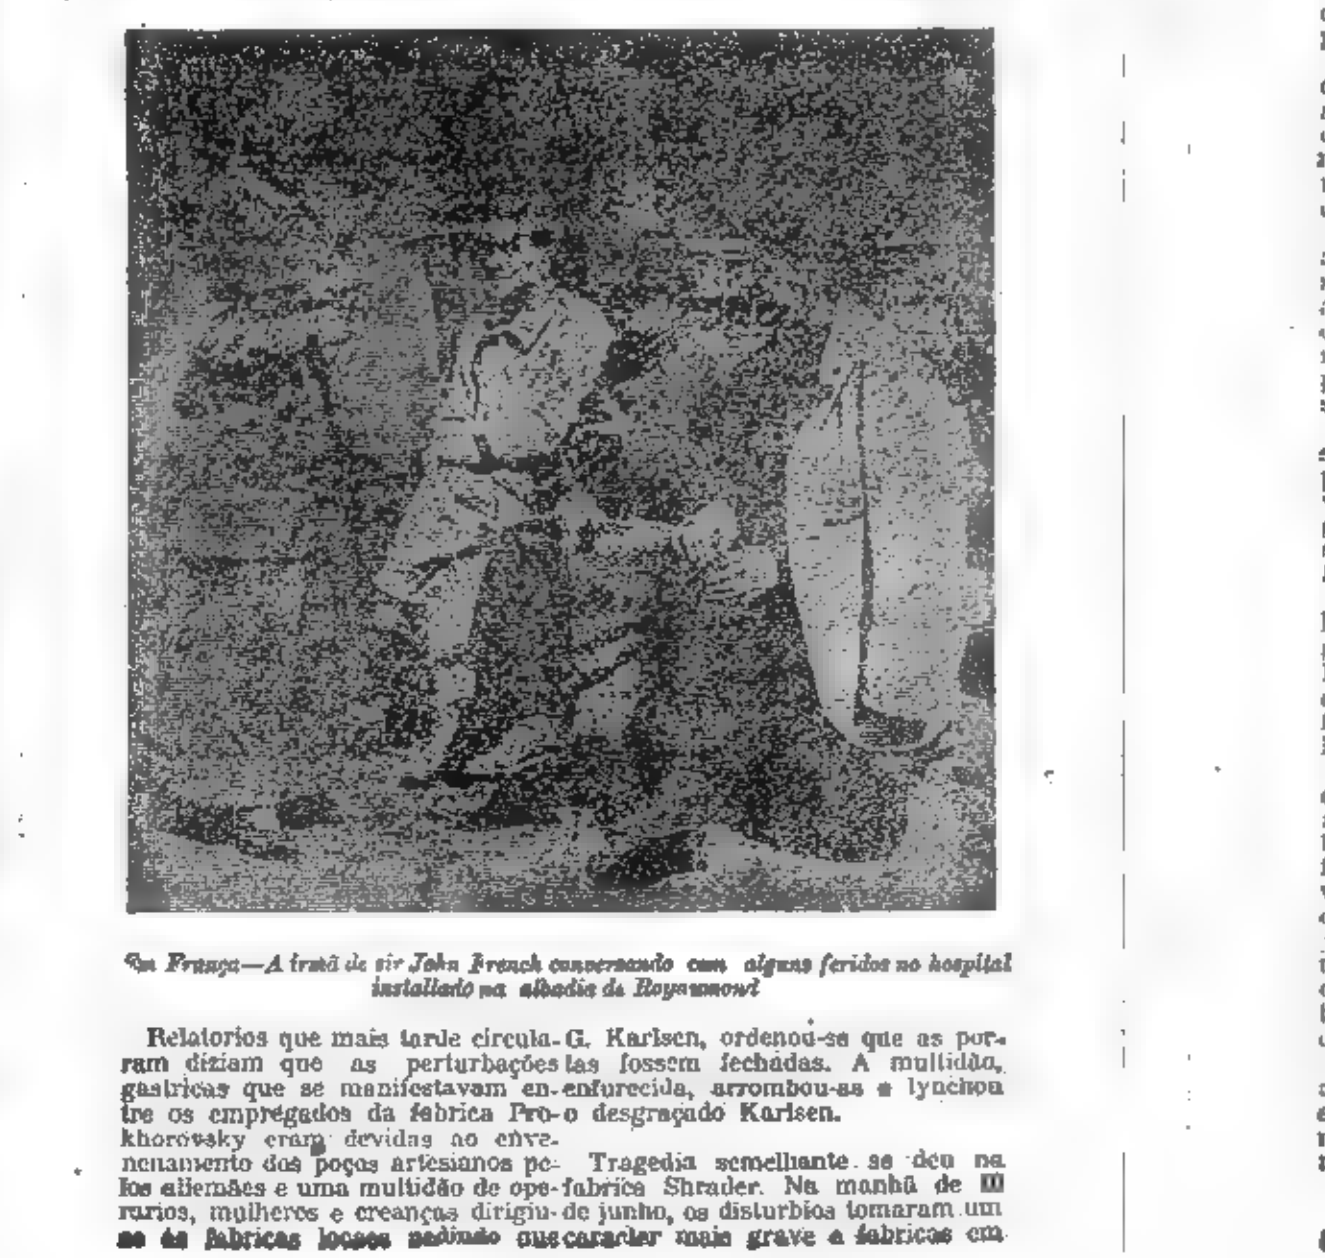 Em França—A irmã de sir John French conversando com alguns feridos no hospital
installado na abbadia de Royaumont
Relatorios que mais tarde circula-
ram diziam que as perturbações
gastricas que se manifestavam en-
tre os empregados da fabrica Pro-
khorovsky eram devidas ao enve-
nenamento dos poços artesianos pe-
los allemães e uma multidão de ope-
rarios, mulheres e creanças dirigiu-
se ás fabricas locaes pedindo que
G. Karlsen, ordenou-se que as por-
tas fossem fechadas. A multidão,
enfurecida, arrombou-as e lynchou
o desgraçado Karlsen.
Tragedia semelhante se deu na
fabrica Shrader. Na manhã de
de junho, os disturbios tomaram um
caracter mais grave e fabricas em